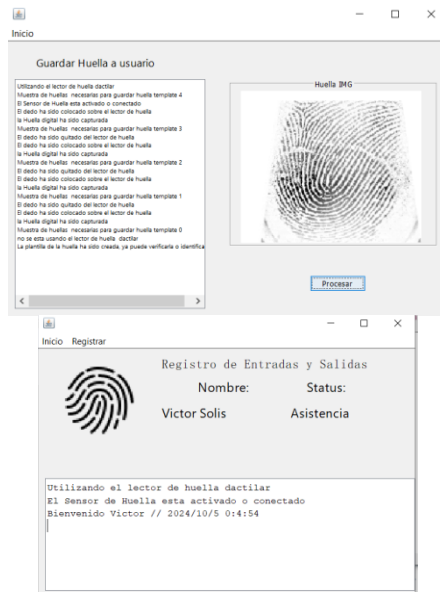 Inicio
Guardar Huella a usuario
Utilizando el lector de huella dactilar
Muestra de huellas necesarias para guardar huella template 4
El Sensor de Huella esta activado o conectado
El dedo ha sido colocado sobre el lector de huella
la Huella digital ha sido capturada
Muestra de huellas necesarias para guardar huella template 3
El dedo ha sido quitado del lector de huella
El dedo ha sido colocado sobre el lector de huella
la Huella digital ha sido capturada
Muestra de huellas necesarias para guardar huella template 2
El dedo ha sido quitado del lector de huella
El dedo ha sido colocado sobre el lector de huella
la Huella digital ha sido capturada
Muestra de huellas necesarias para guardar huella template 1
El dedo ha sido quitado del lector de huella
El dedo ha sido colocado sobre el lector de huella
la Huella digital ha sido capturada
Muestra de huellas necesarias para guardar huella template 0
no se esta usando el lector de huella dactilar
La plantilla de la huella ha sido creada, ya puede verificarla o identifica
Huella IMG
Procesar
Inicio Registrar
Registro de Entradas y Salidas
Nombre: Status:
Victor Solis Asistencia
Utilizando el lector de huella dactilar
El Sensor de Huella esta activado o conectado
Bienvenido Victor // 2024/10/5 0:4:54